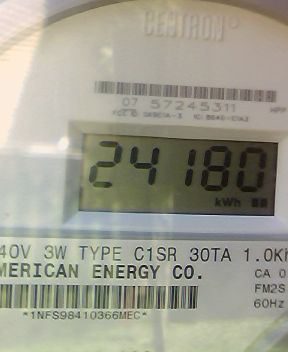 CENTRON
07 57245311
24180
kWh
40V 3W TYPE C1SR 30TA 1.0Kh
MERICAN ENERGY CO.
CA 0
FM2S
60Hz
*1NFS98410366MEC*